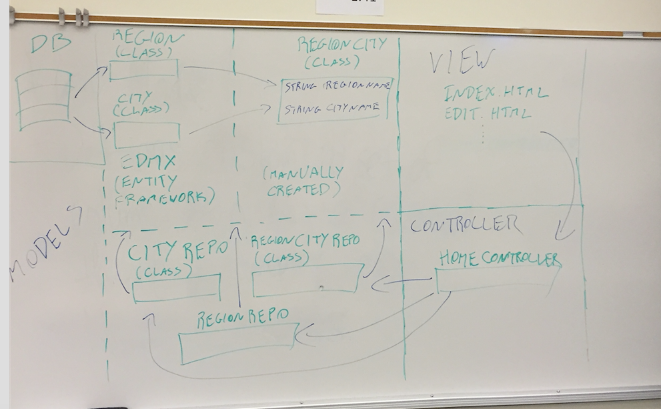 DB
REGION
(CLASS)
CITY
(CLASS)
EDMX
(ENTITY
FRAMEWORK)
REGIONCITY
(CLASS)
STRING REGIONNAME
STRING CITYNAME
(MANUALLY
CREATED)
VIEW
INDEX.HTML
EDIT.HTML
MODELS
CITY REPO
(CLASS)
REGIONCITY REPO
(CLASS)
REGION REPO
CONTROLLER
HOME CONTROLLER